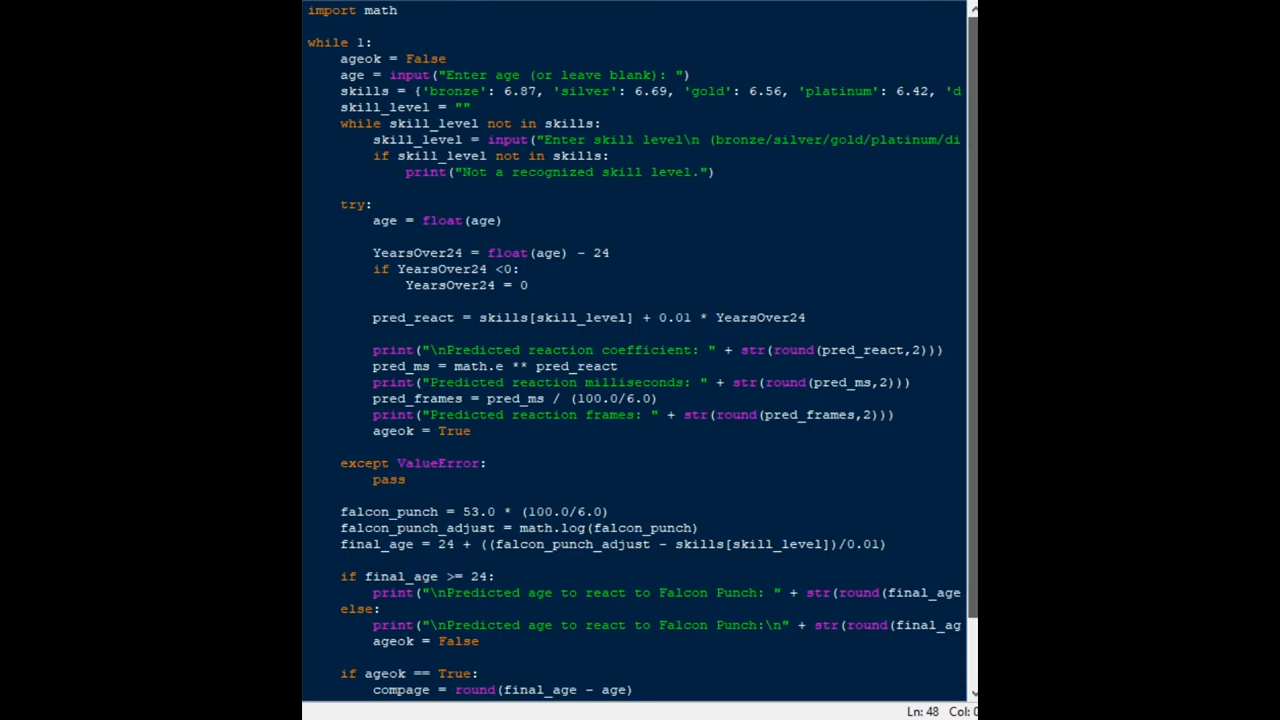 import math
while 1:
ageok = False
age = input("Enter age (or leave blank): ")
skills = {'bronze': 6.87, 'silver': 6.69, 'gold': 6.56, 'platinum': 6.42, 'd
skill_level = ""
while skill_level not in skills:
skill_level = input("Enter skill level\n (bronze/silver/gold/platinum/di
if skill_level not in skills:
print("Not a recognized skill level.")
try:
age = float(age)
YearsOver24 = float(age) - 24
if YearsOver24 <0:
YearsOver24 = 0
pred_react = skills[skill_level] + 0.01 * YearsOver24
print("\nPredicted reaction coefficient: " + str(round(pred_react,2)))
pred_ms = math.e ** pred_react
print("Predicted reaction milliseconds: " + str(round(pred_ms,2)))
pred_frames = pred_ms / (100.0/6.0)
print("Predicted reaction frames: " + str(round(pred_frames,2)))
ageok = True
except ValueError:
pass
falcon_punch = 53.0 * (100.0/6.0)
falcon_punch_adjust = math.log(falcon_punch)
final_age = 24 + ((falcon_punch_adjust - skills[skill_level])/0.01)
if final_age >= 24:
print("\nPredicted age to react to Falcon Punch: " + str(round(final_age
else:
print("\nPredicted age to react to Falcon Punch:\n" + str(round(final_ag
ageok = False
if ageok == True:
compage = round(final_age - age)
Ln: 48 Col: 0